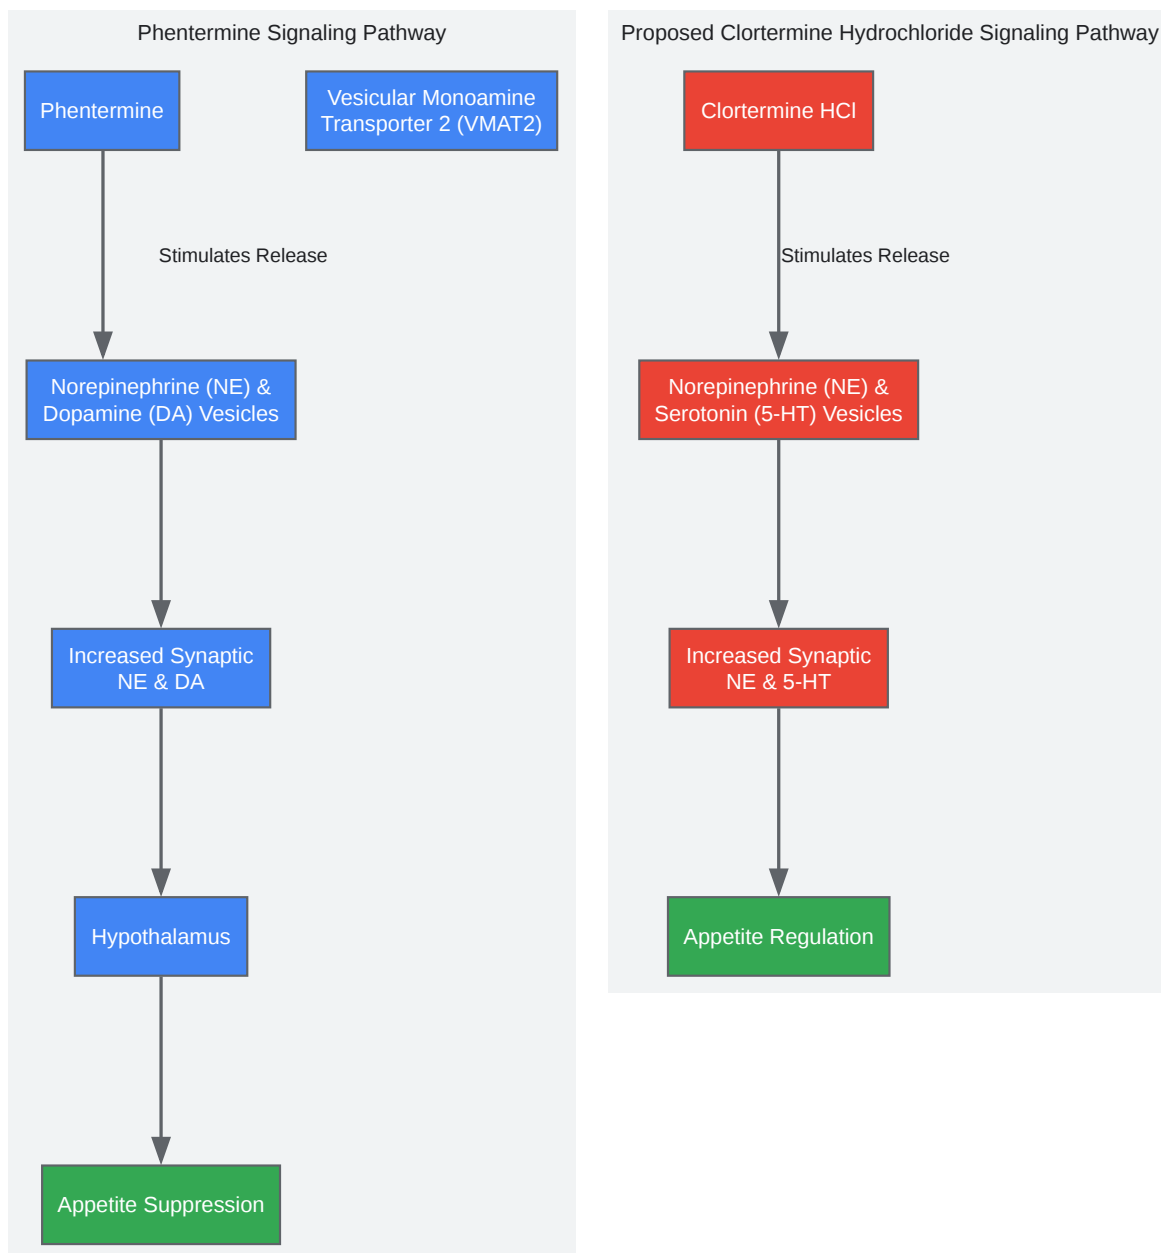 Phentermine Signaling Pathway
Phentermine
Vesicular Monoamine
Transporter 2 (VMAT2)
Stimulates Release
Norepinephrine (NE) &
Dopamine (DA) Vesicles
Increased Synaptic
NE & DA
Hypothalamus
Appetite Suppression
Proposed Clortermine Hydrochloride Signaling Pathway
Clortermine HCl
Stimulates Release
Norepinephrine (NE) &
Serotonin (5-HT) Vesicles
Increased Synaptic
NE & 5-HT
Appetite Regulation